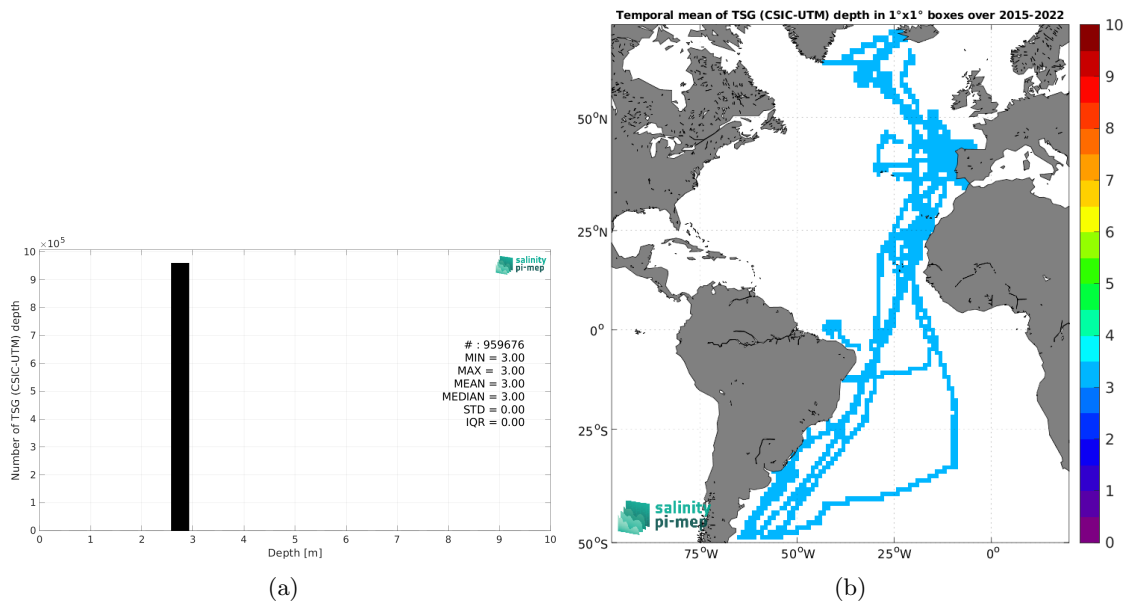 ×10⁵
10
9
8
7
6
5
4
3
2
1
0
Number of TSG (CSIC-UTM) depth
salinity
pi-mep
# : 959676
MIN = 3.00
MAX = 3.00
MEAN = 3.00
MEDIAN = 3.00
STD = 0.00
IQR = 0.00
0 1 2 3 4 5 6 7 8 9 10
Depth [m]
(a)
Temporal mean of TSG (CSIC-UTM) depth in 1°x1° boxes over 2015-2022
50°N
25°N
0°
25°S
50°S
salinity
pi-mep
75°W 50°W 25°W 0°
10
9
8
7
6
5
4
3
2
1
0
(b)